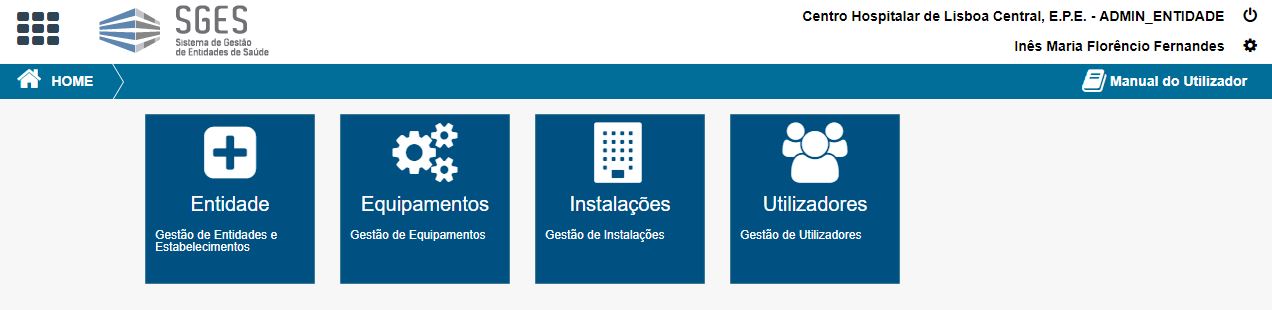 SGES
Sistema de Gestão
de Entidades de Saúde
Centro Hospitalar de Lisboa Central, E.P.E. - ADMIN_ENTIDADE
Inês Maria Florêncio Fernandes
HOME
Manual do Utilizador
Entidade
Gestão de Entidades e
Estabelecimentos
Equipamentos
Gestão de Equipamentos
Instalações
Gestão de Instalações
Utilizadores
Gestão de Utilizadores